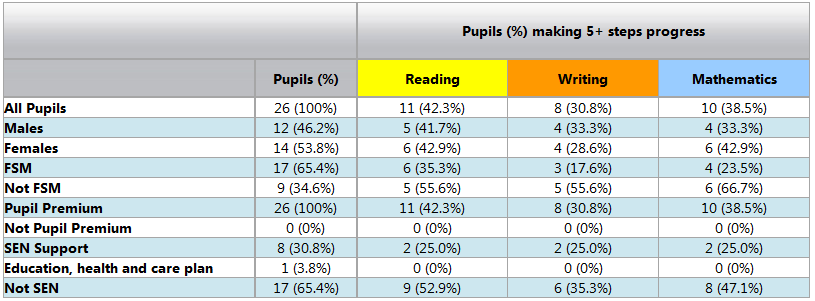 Pupils (%) making 5+ steps progress
Pupils (%) Reading Writing Mathematics
All Pupils 26 (100%) 11 (42.3%) 8 (30.8%) 10 (38.5%)
Males 12 (46.2%) 5 (41.7%) 4 (33.3%) 4 (33.3%)
Females 14 (53.8%) 6 (42.9%) 4 (28.6%) 6 (42.9%)
FSM 17 (65.4%) 6 (35.3%) 3 (17.6%) 4 (23.5%)
Not FSM 9 (34.6%) 5 (55.6%) 5 (55.6%) 6 (66.7%)
Pupil Premium 26 (100%) 11 (42.3%) 8 (30.8%) 10 (38.5%)
Not Pupil Premium 0 (0%) 0 (0%) 0 (0%) 0 (0%)
SEN Support 8 (30.8%) 2 (25.0%) 2 (25.0%) 2 (25.0%)
Education, health and care plan 1 (3.8%) 0 (0%) 0 (0%) 0 (0%)
Not SEN 17 (65.4%) 9 (52.9%) 6 (35.3%) 8 (47.1%)